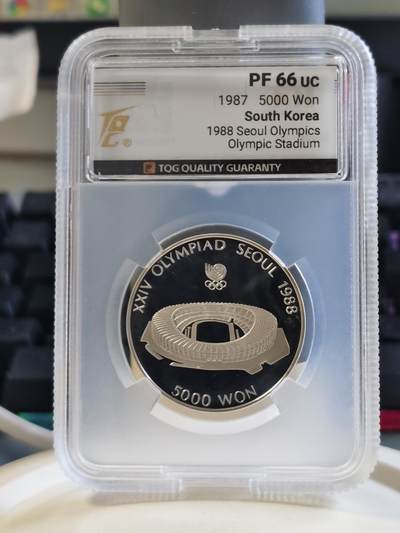 PF 66 UC
1987 5000 Won
South Korea
1988 Seoul Olympics
Olympic Stadium
TQG QUALITY GUARANTY
XXIV OLYMPIAD SEOUL 1988
5000 WON